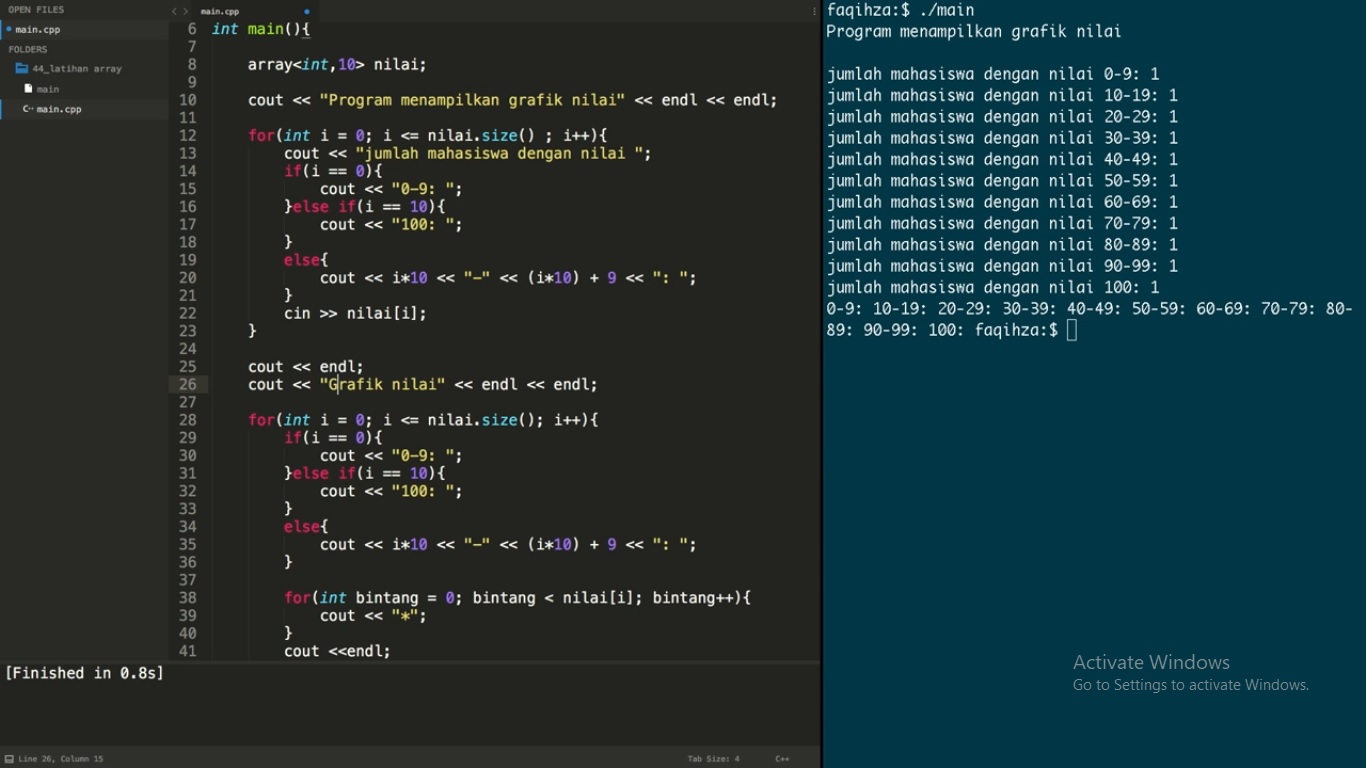 OPEN FILES
main.cpp
FOLDERS
44_latihan array
main
C++ main.cpp
main.cpp
6 int main(){
7
8 array<int,10> nilai;
9
10 cout << "Program menampilkan grafik nilai" << endl << endl;
11
12 for(int i = 0; i <= nilai.size() ; i++){
13 cout << "jumlah mahasiswa dengan nilai ";
14 if(i == 0){
15 cout << "0-9: ";
16 }else if(i == 10){
17 cout << "100: ";
18 }
19 else{
20 cout << i*10 << "-" << (i*10) + 9 << ": ";
21 }
22 cin >> nilai[i];
23 }
24
25 cout << endl;
26 cout << "Grafik nilai" << endl << endl;
27
28 for(int i = 0; i <= nilai.size(); i++){
29 if(i == 0){
30 cout << "0-9: ";
31 }else if(i == 10){
32 cout << "100: ";
33 }
34 else{
35 cout << i*10 << "-" << (i*10) + 9 << ": ";
36 }
37
38 for(int bintang = 0; bintang < nilai[i]; bintang++){
39 cout << "*";
40 }
41 cout <<endl;
[Finished in 0.8s]
Line 26, Column 15
Tab Size: 4
C++
faqihza:$ ./main
Program menampilkan grafik nilai
jumlah mahasiswa dengan nilai 0-9: 1
jumlah mahasiswa dengan nilai 10-19: 1
jumlah mahasiswa dengan nilai 20-29: 1
jumlah mahasiswa dengan nilai 30-39: 1
jumlah mahasiswa dengan nilai 40-49: 1
jumlah mahasiswa dengan nilai 50-59: 1
jumlah mahasiswa dengan nilai 60-69: 1
jumlah mahasiswa dengan nilai 70-79: 1
jumlah mahasiswa dengan nilai 80-89: 1
jumlah mahasiswa dengan nilai 90-99: 1
jumlah mahasiswa dengan nilai 100: 1
0-9: 10-19: 20-29: 30-39: 40-49: 50-59: 60-69: 70-79: 80-
89: 90-99: 100: faqihza:$
Activate Windows
Go to Settings to activate Windows.